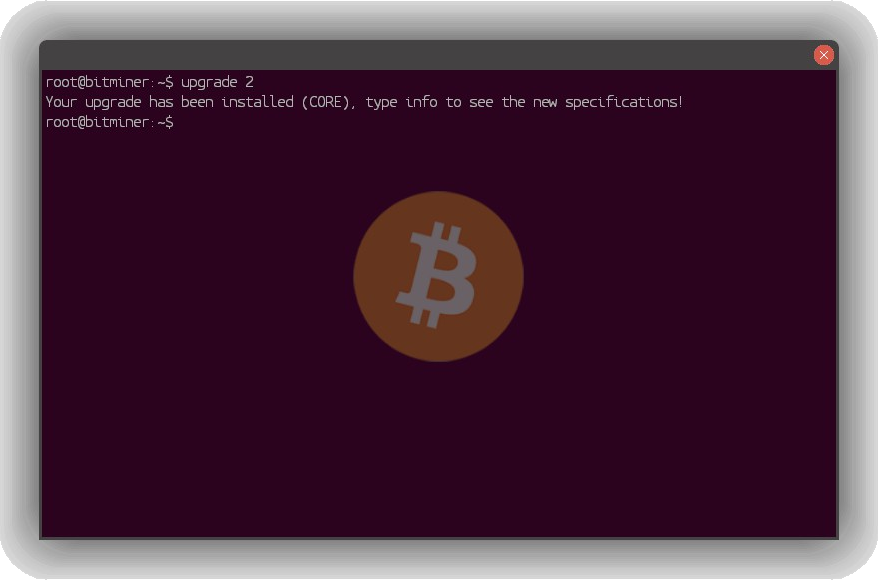 root@bitminer:~$ upgrade 2
Your upgrade has been installed (CORE), type info to see the new specifications!
root@bitminer:~$